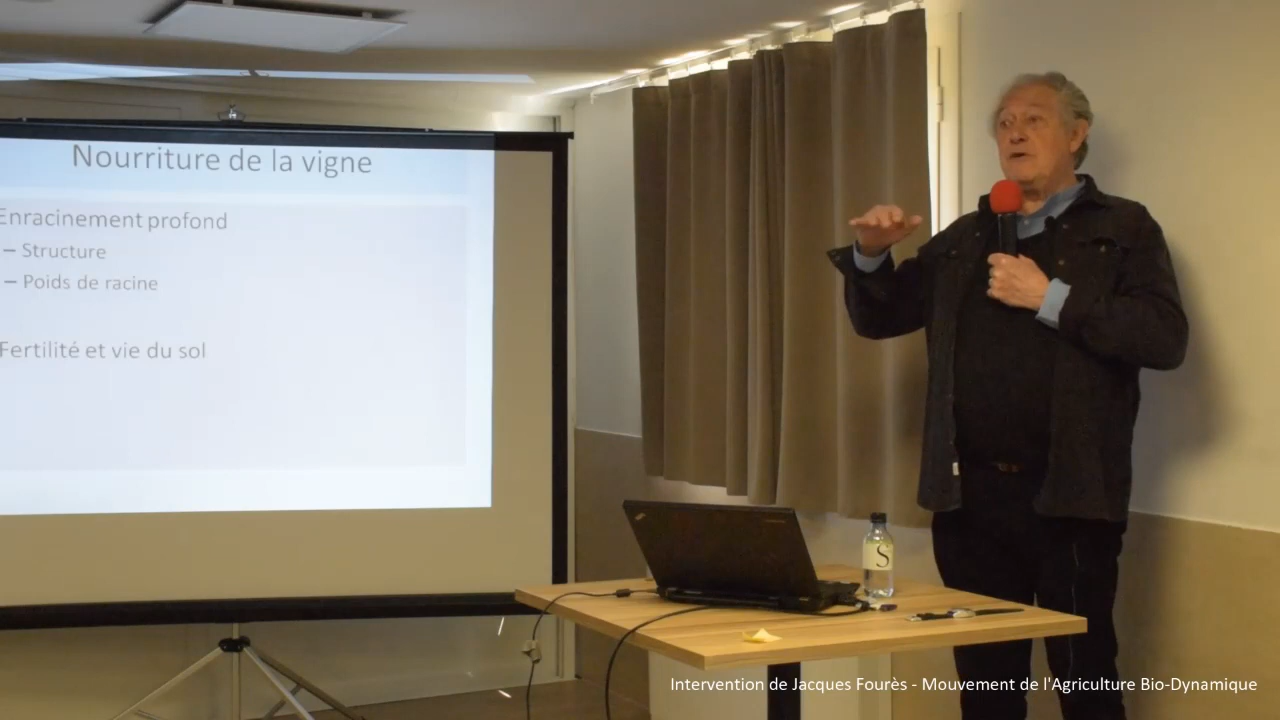 Nourriture de la vigne
Enracinement profond
– Structure
– Poids de racine
Fertilité et vie du sol
S
Intervention de Jacques Fourès - Mouvement de l'Agriculture Bio-Dynamique